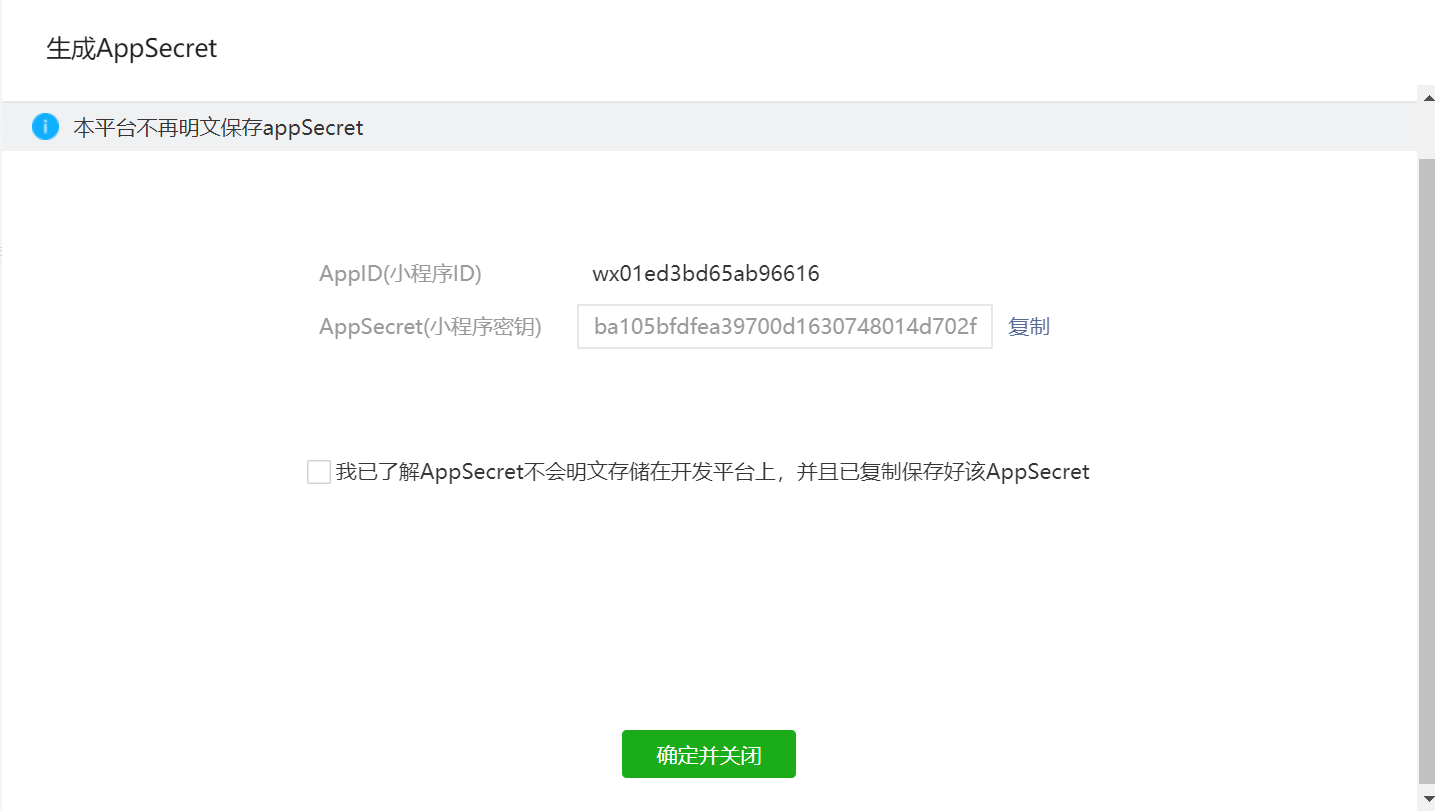 生成AppSecret
本平台不再明文保存appSecret
AppID(小程序ID) wx01ed3bd65ab96616
AppSecret(小程序密钥) ba105bfdfea39700d1630748014d702f 复制
我已了解AppSecret不会明文存储在开发平台上，并且已复制保存好该AppSecret
确定并关闭